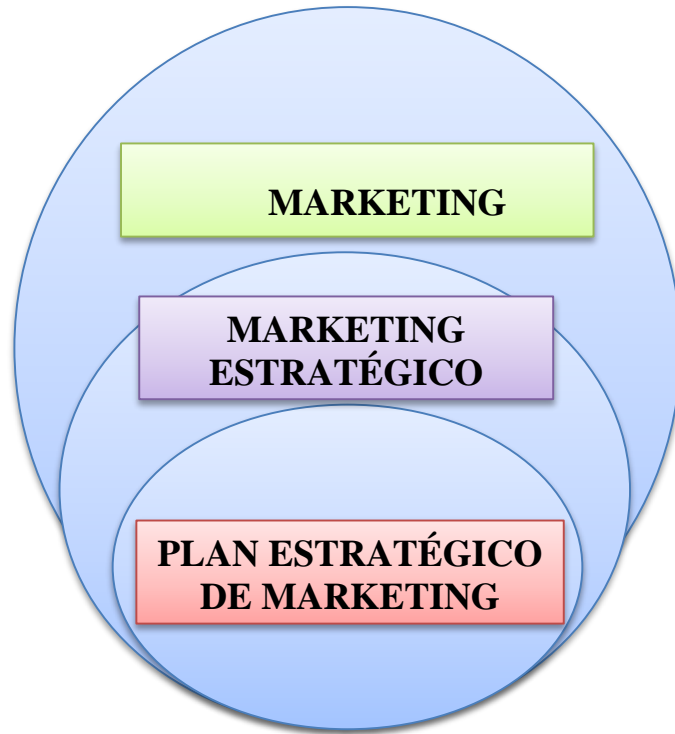 MARKETING
MARKETING
ESTRATÉGICO
PLAN ESTRATÉGICO
DE MARKETING